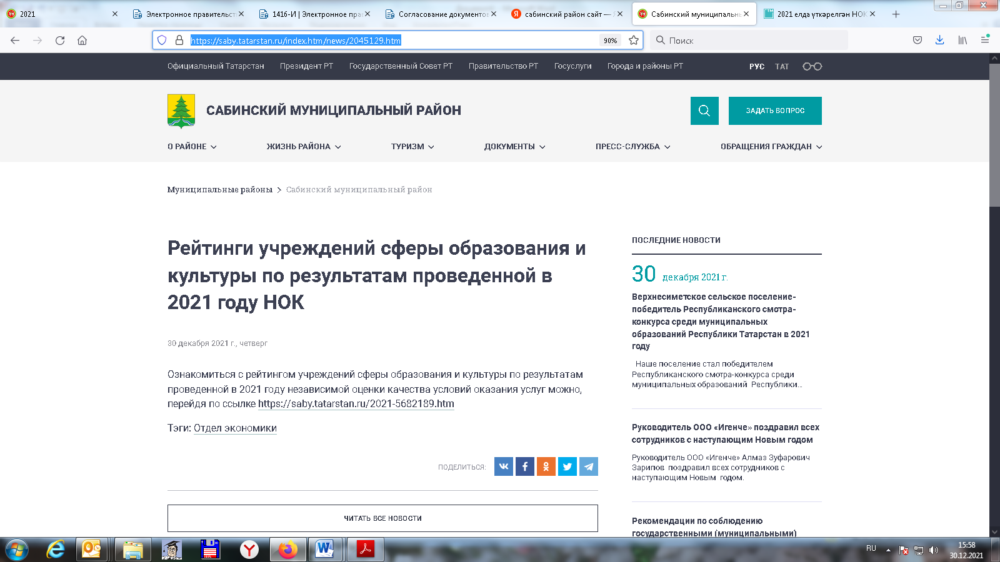 2021
Электронное правительст
1416-И | Электронное пра
Согласование документов
сабинский район сайт — Я
Сабинский муниципальны
2021 елда үткәрелгән НОК
https://saby.tatarstan.ru/index.htm/news/2045129.htm
90%
Поиск
Официальный Татарстан
Президент РТ
Государственный Совет РТ
Правительство РТ
Госуслуги
Города и районы РТ
РУС
ТАТ
САБИНСКИЙ МУНИЦИПАЛЬНЫЙ РАЙОН
ЗАДАТЬ ВОПРОС
О РАЙОНЕ
ЖИЗНЬ РАЙОНА
ТУРИЗМ
ДОКУМЕНТЫ
ПРЕСС-СЛУЖБА
ОБРАЩЕНИЯ ГРАЖДАН
Муниципальные районы > Сабинский муниципальный район
Рейтинги учреждений сферы образования и
культуры по результатам проведенной в
2021 году НОК
30 декабря 2021 г., четверг
Ознакомиться с рейтингом учреждений сферы образования и культуры по результатам
проведенной в 2021 году независимой оценки качества условий оказания услуг можно,
перейдя по ссылке https://saby.tatarstan.ru/2021-5682189.htm
Тэги: Отдел экономики
ПОДЕЛИТЬСЯ:
ЧИТАТЬ ВСЕ НОВОСТИ
ПОСЛЕДНИЕ НОВОСТИ
30 декабря 2021 г.
Верхнесиметское сельское поселение-
победитель Республиканского смотра-
конкурса среди муниципальных
образований Республики Татарстан в 2021
году
Наше поселение стал победителем
Республиканского смотра-конкурса среди
муниципальных образований Республики...
Руководитель ООО «Игенче» поздравил всех
сотрудников с наступающим Новым годом
Руководитель ООО «Игенче» Алмаз Зуфарович
Зарипов поздравил всех сотрудников с
наступающим Новым годом.
Рекомендации по соблюдению
государственными (муниципальными)
RU
15:58
30.12.2021